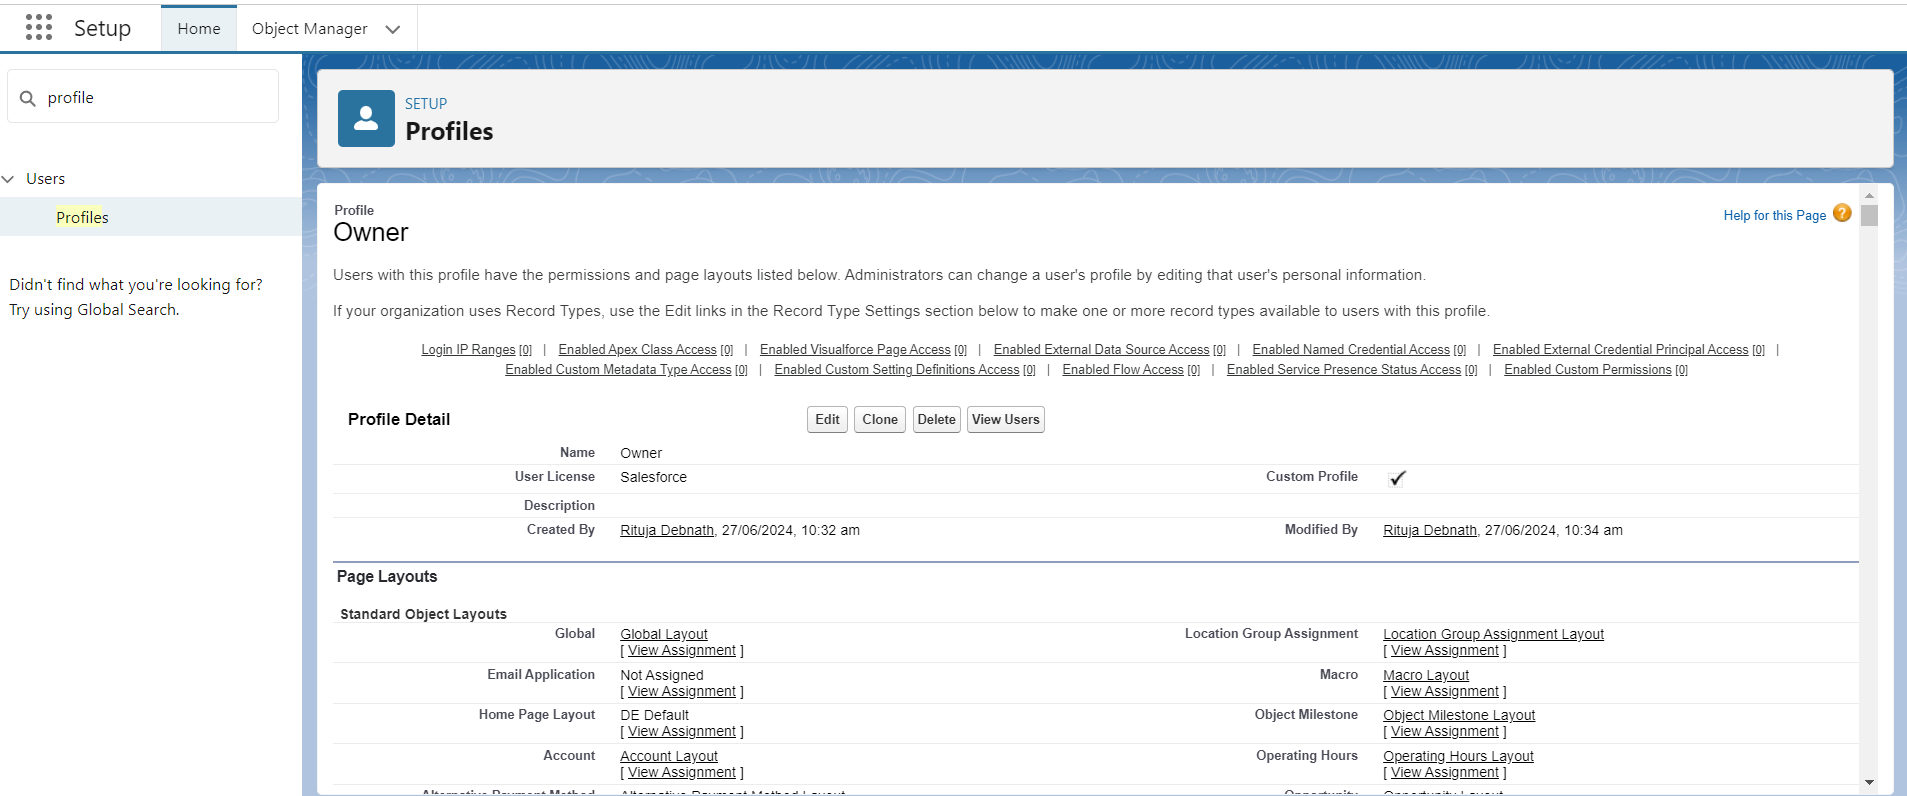 Setup Home Object Manager
profile
Users
Profiles
Didn't find what you're looking for?
Try using Global Search.
SETUP
Profiles
Profile
Owner
Help for this Page ?
Users with this profile have the permissions and page layouts listed below. Administrators can change a user's profile by editing that user's personal information.
If your organization uses Record Types, use the Edit links in the Record Type Settings section below to make one or more record types available to users with this profile.
Login IP Ranges [0] | Enabled Apex Class Access [0] | Enabled Visualforce Page Access [0] | Enabled External Data Source Access [0] | Enabled Named Credential Access [0] | Enabled External Credential Principal Access [0] |
Enabled Custom Metadata Type Access [0] | Enabled Custom Setting Definitions Access [0] | Enabled Flow Access [0] | Enabled Service Presence Status Access [0] | Enabled Custom Permissions [0]
Profile Detail Edit Clone Delete View Users
Name Owner
User License Salesforce Custom Profile
Description
Created By Rituja Debnath, 27/06/2024, 10:32 am Modified By Rituja Debnath, 27/06/2024, 10:34 am
Page Layouts
Standard Object Layouts
Global Global Layout Location Group Assignment Location Group Assignment Layout
[ View Assignment ] [ View Assignment ]
Email Application Not Assigned Macro Macro Layout
[ View Assignment ] [ View Assignment ]
Home Page Layout DE Default Object Milestone Object Milestone Layout
[ View Assignment ] [ View Assignment ]
Account Account Layout Operating Hours Operating Hours Layout
[ View Assignment ] [ View Assignment ]
Alternative Payment Method Alternative Payment Method Layout Opportunity Opportunity Layout